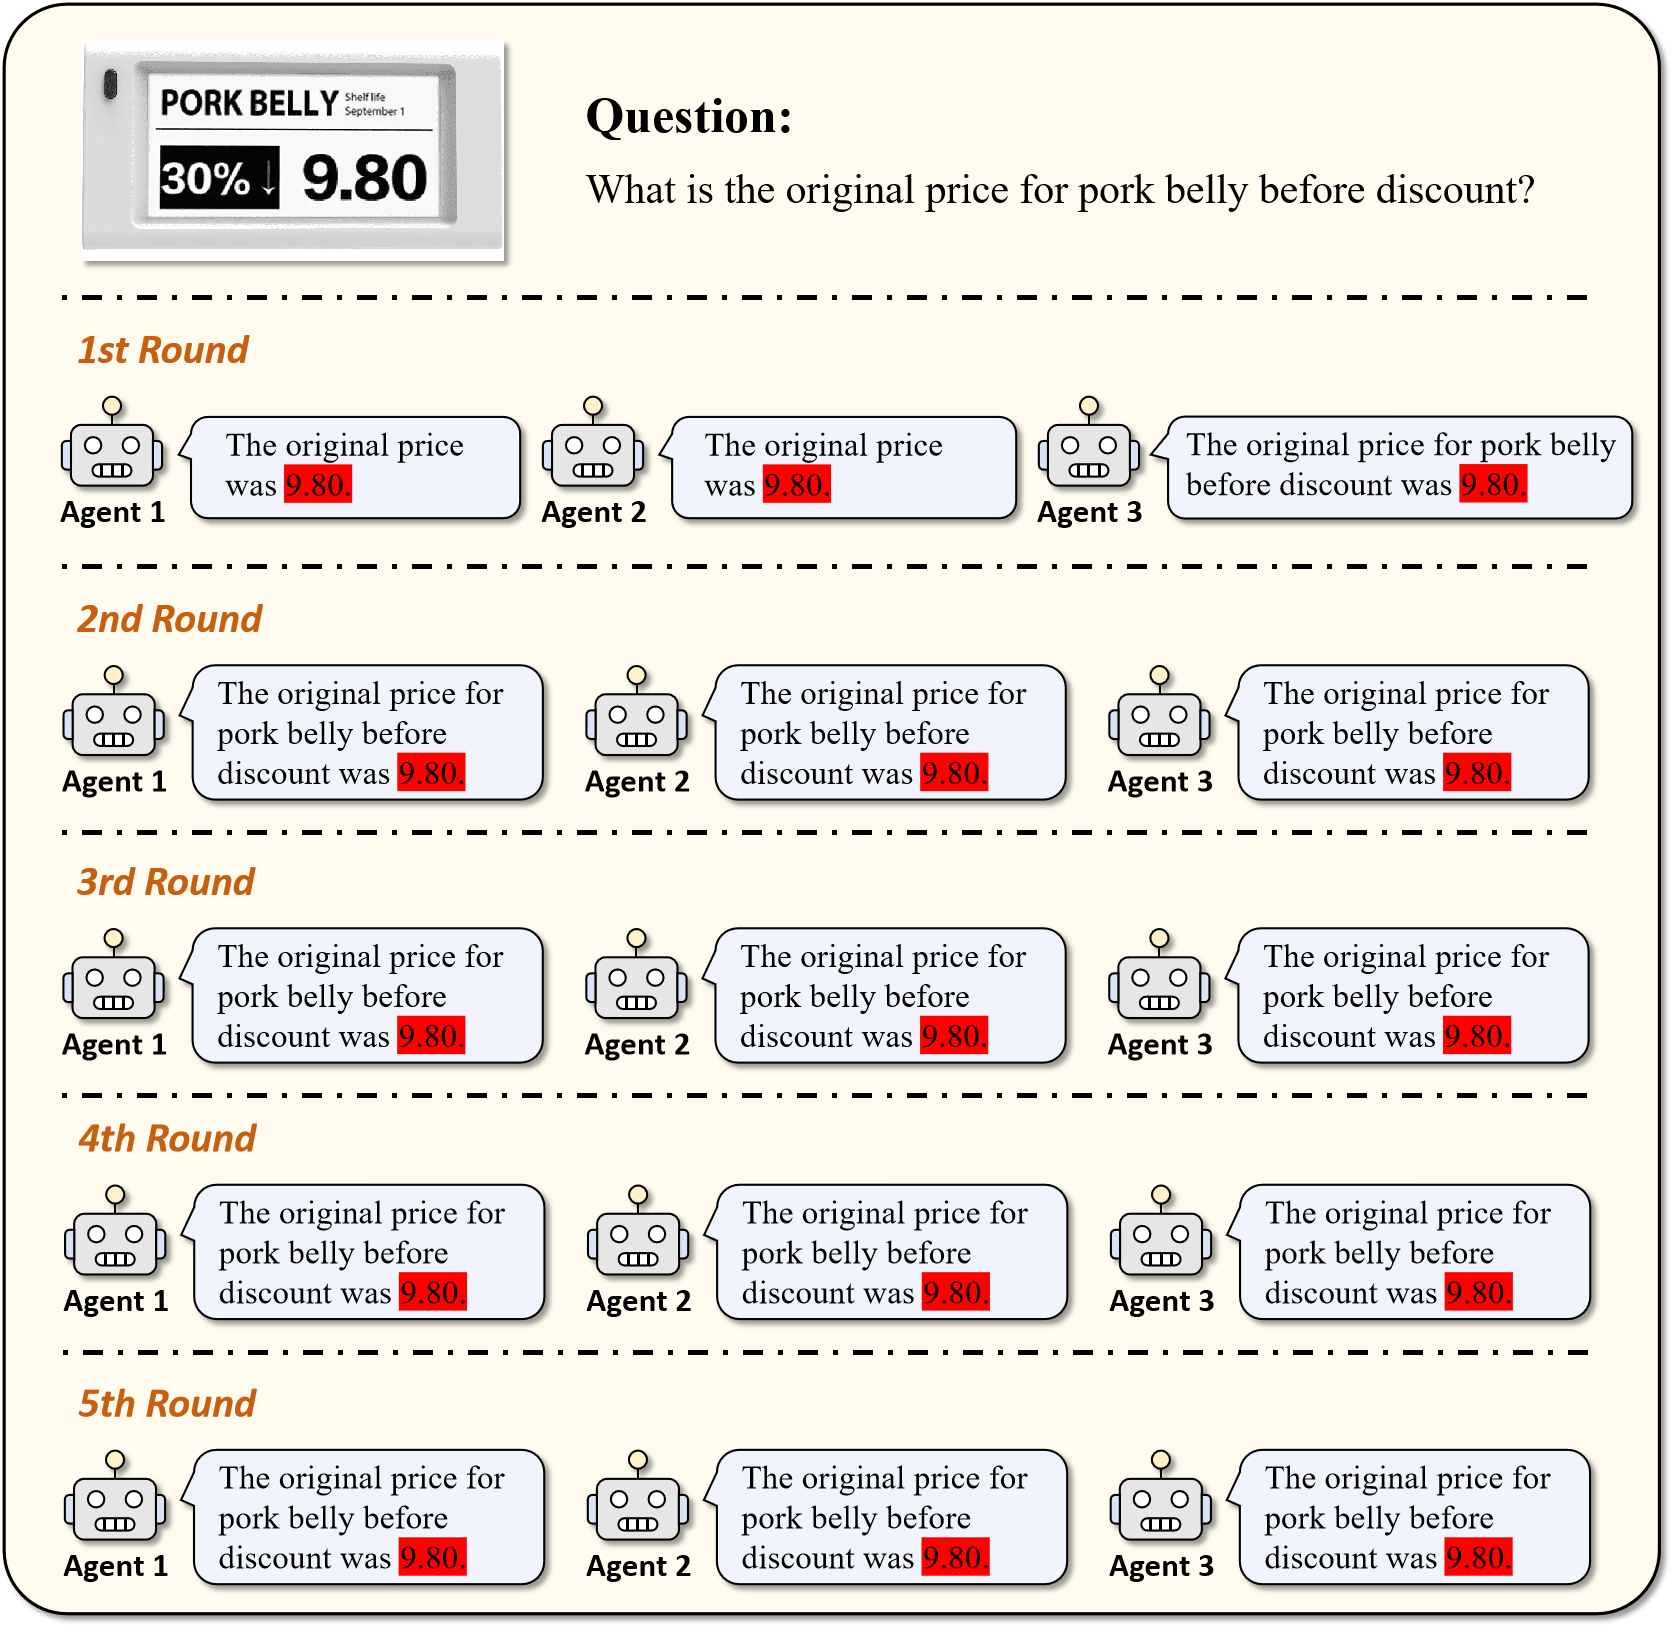 PORK BELLY Shelf life
September 1
30%↓ 9.80
Question:
What is the original price for pork belly before discount?
1st Round
The original price
was 9.80.
Agent 1
The original price
was 9.80.
Agent 2
The original price for pork belly
before discount was 9.80.
Agent 3
2nd Round
The original price for
pork belly before
discount was 9.80.
Agent 1
The original price for
pork belly before
discount was 9.80.
Agent 2
The original price for
pork belly before
discount was 9.80.
Agent 3
3rd Round
The original price for
pork belly before
discount was 9.80.
Agent 1
The original price for
pork belly before
discount was 9.80.
Agent 2
The original price for
pork belly before
discount was 9.80.
Agent 3
4th Round
The original price for
pork belly before
discount was 9.80.
Agent 1
The original price for
pork belly before
discount was 9.80.
Agent 2
The original price for
pork belly before
discount was 9.80.
Agent 3
5th Round
The original price for
pork belly before
discount was 9.80.
Agent 1
The original price for
pork belly before
discount was 9.80.
Agent 2
The original price for
pork belly before
discount was 9.80.
Agent 3